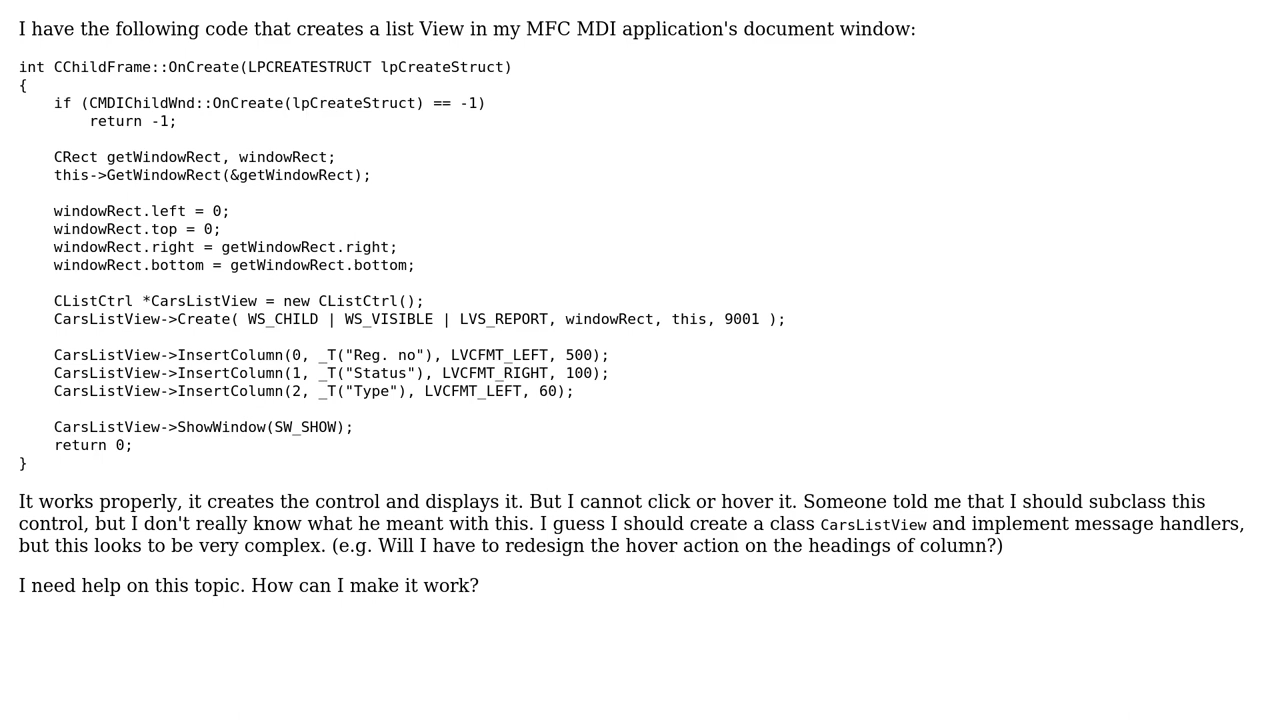 I have the following code that creates a list View in my MFC MDI application's document window:
int CChildFrame::OnCreate(LPCREATESTRUCT lpCreateStruct)
{
    if (CMDIChildWnd::OnCreate(lpCreateStruct) == -1)
        return -1;

    CRect getWindowRect, windowRect;
    this->GetWindowRect(&getWindowRect);

    windowRect.left = 0;
    windowRect.top = 0;
    windowRect.right = getWindowRect.right;
    windowRect.bottom = getWindowRect.bottom;

    CListCtrl *CarsListView = new CListCtrl();
    CarsListView->Create( WS_CHILD | WS_VISIBLE | LVS_REPORT, windowRect, this, 9001 );

    CarsListView->InsertColumn(0, _T("Reg. no"), LVCFMT_LEFT, 500);
    CarsListView->InsertColumn(1, _T("Status"), LVCFMT_RIGHT, 100);
    CarsListView->InsertColumn(2, _T("Type"), LVCFMT_LEFT, 60);

    CarsListView->ShowWindow(SW_SHOW);
    return 0;
}
It works properly, it creates the control and displays it. But I cannot click or hover it. Someone told me that I should subclass this
control, but I don't really know what he meant with this. I guess I should create a class CarsListView and implement message handlers,
but this looks to be very complex. (e.g. Will I have to redesign the hover action on the headings of column?)
I need help on this topic. How can I make it work?